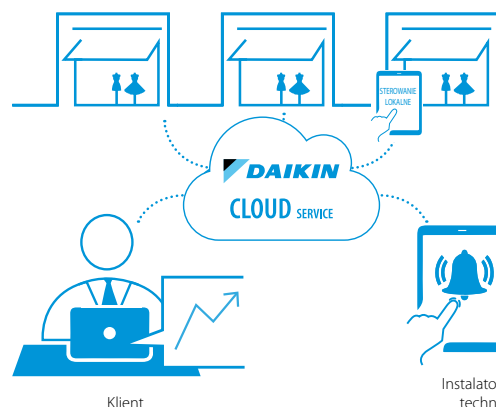 STEROWANIE
LOKALNE
DAIKIN
CLOUD SERVICE
Klient